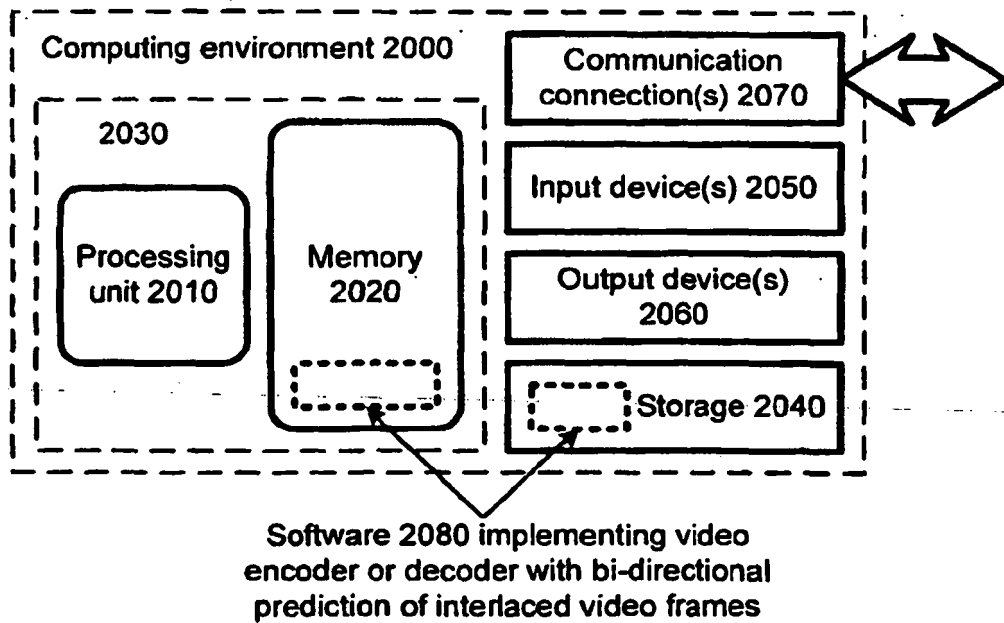 Computing environment 2000
Communication
connection(s) 2070
2030
Processing
unit 2010
Memory
2020
Input device(s) 2050
Output device(s)
2060
Storage 2040
Software 2080 implementing video
encoder or decoder with bi-directional
prediction of interlaced video frames